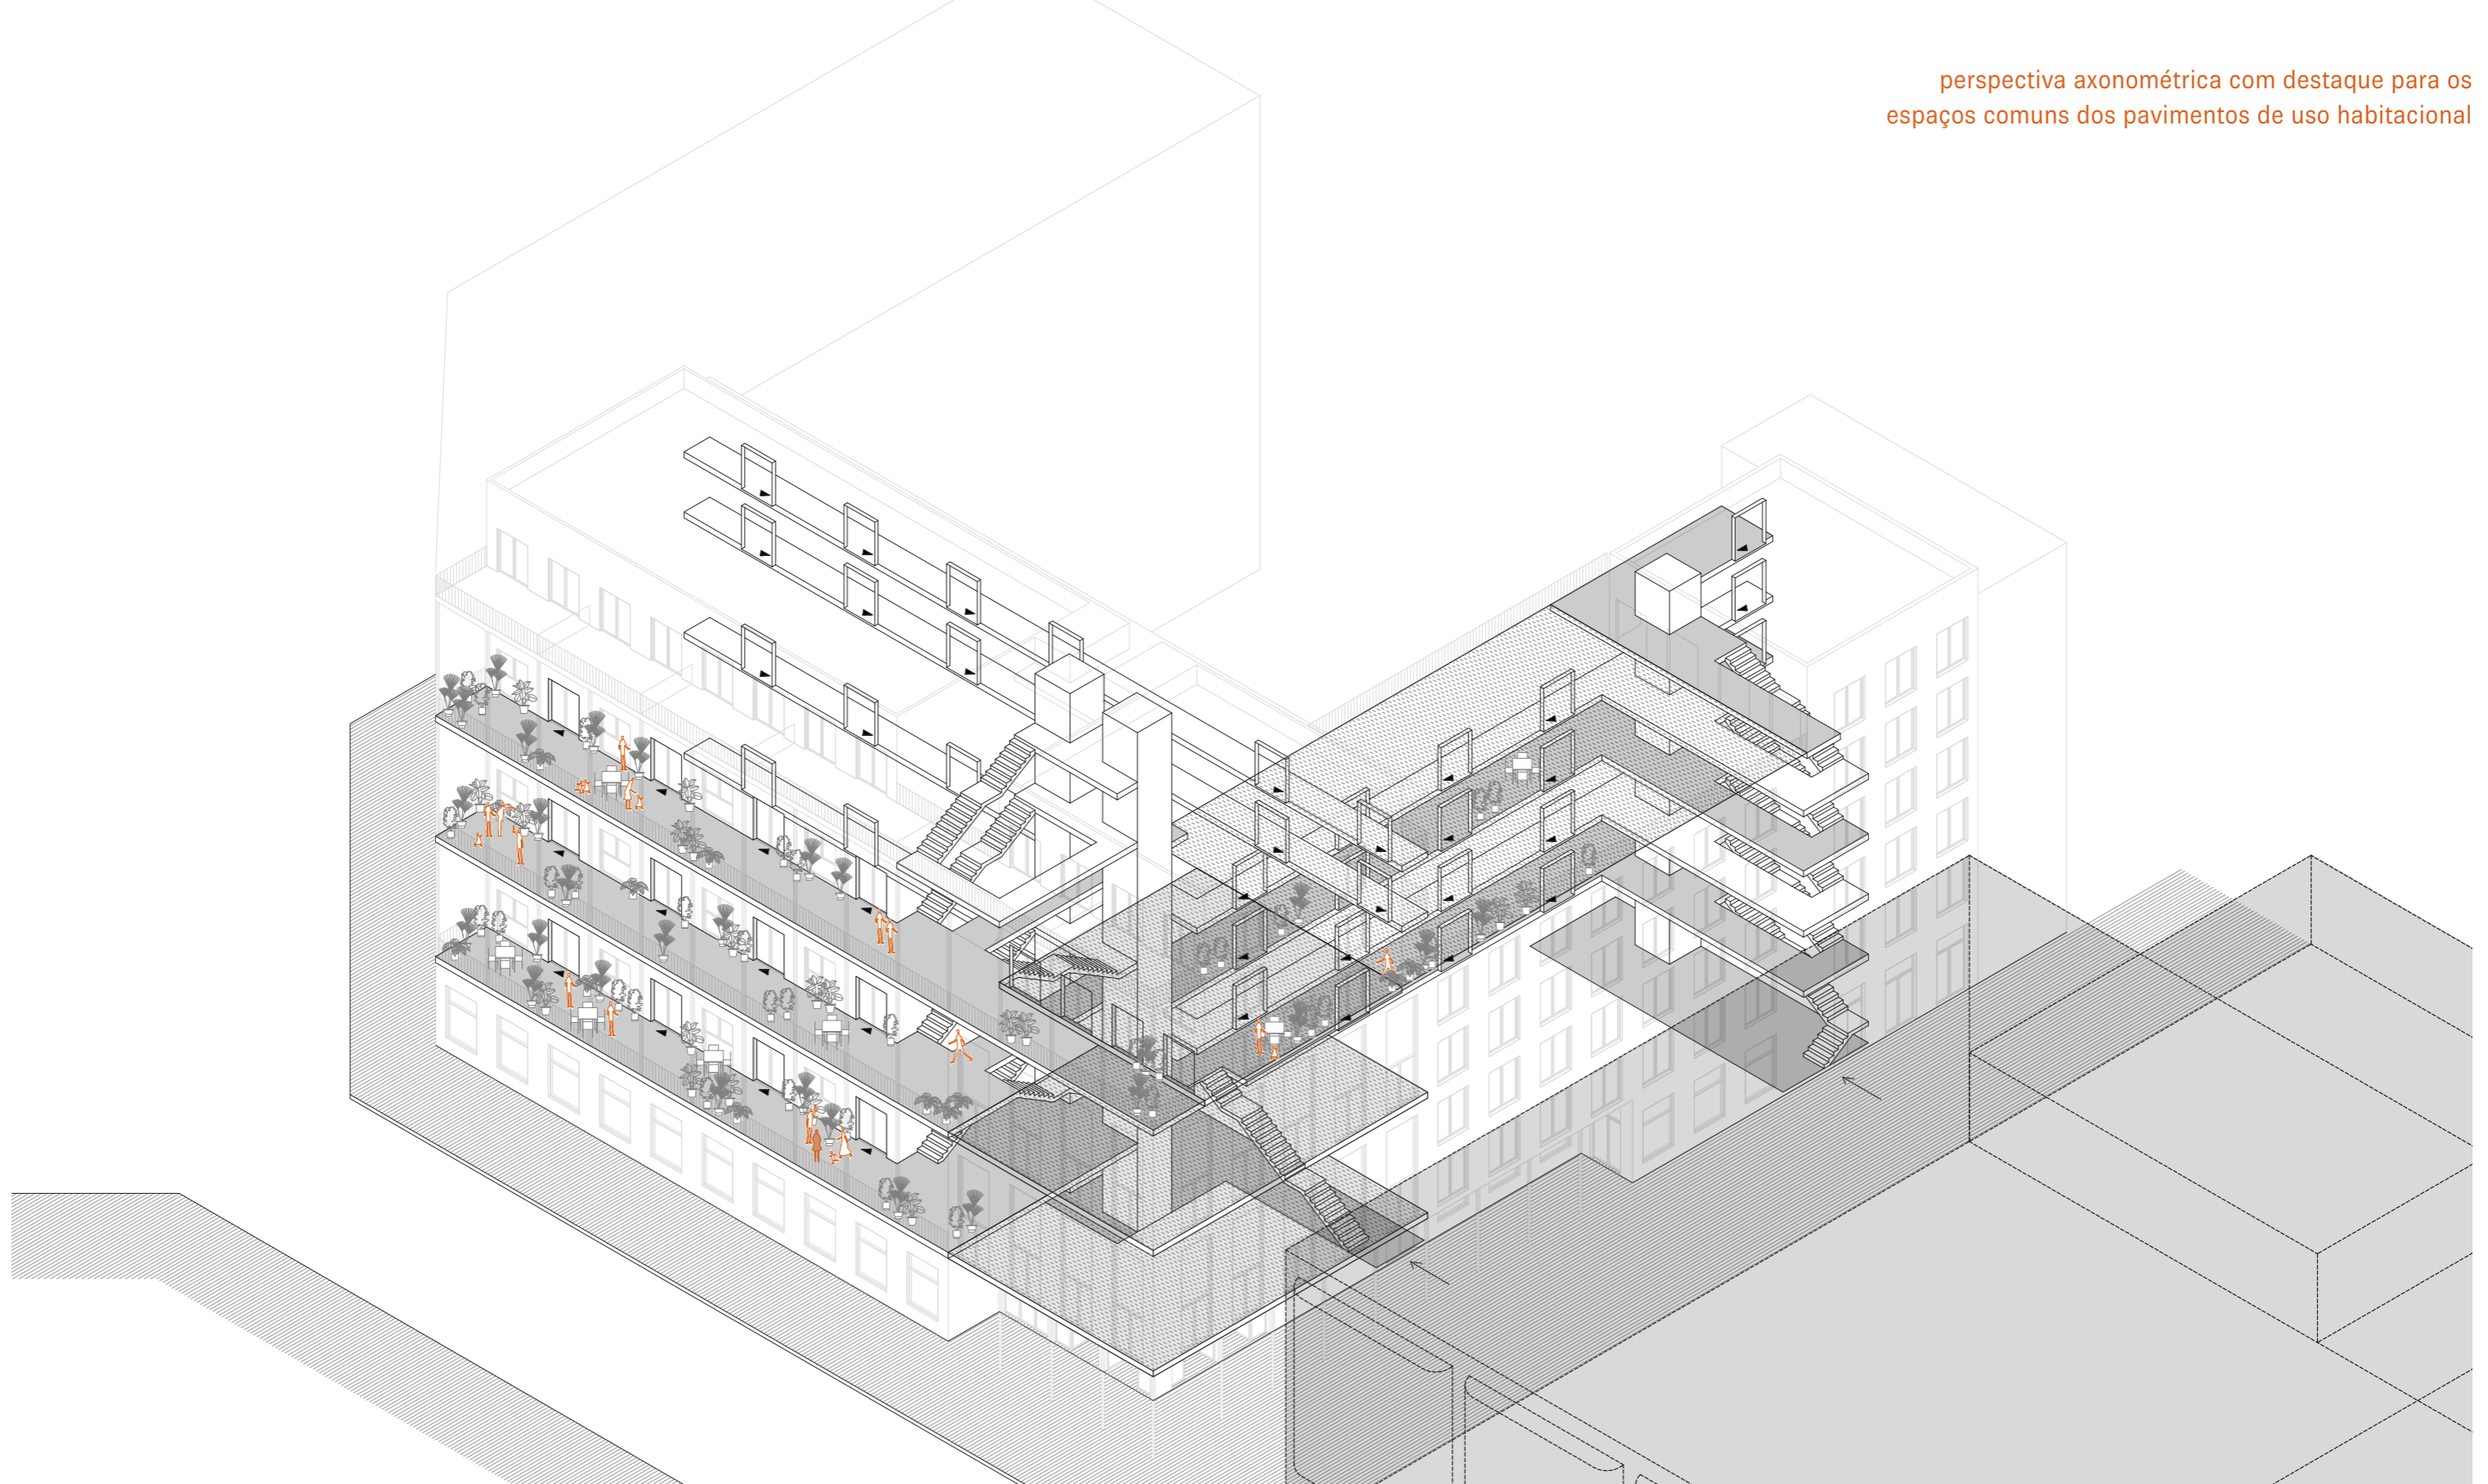 perspectiva axonométrica com destaque para os
espaços comuns dos pavimentos de uso habitacional